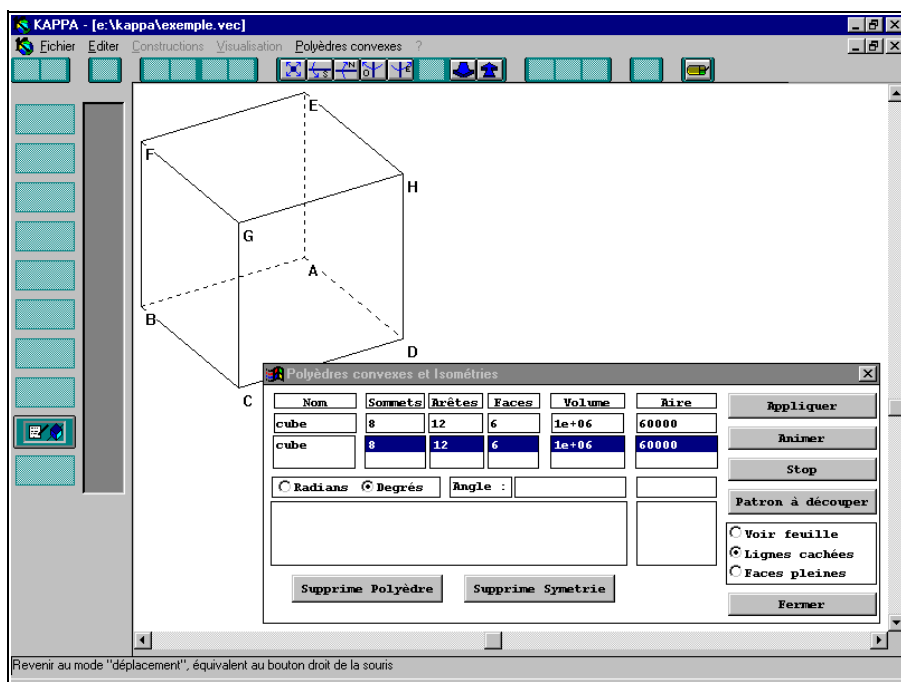 KAPPA - [e:\kappa\exemple.vec]
Fichier Editer Constructions Visualisation Polyèdres convexes ?
S N O E
E
F
H
G
A
B
D
C
Polyèdres convexes et Isométries
Nom Sommets Arêtes Faces Volume Aire
cube 8 12 6 1e+06 60000
cube 8 12 6 1e+06 60000
Radians Degrés Angle :
Appliquer
Animer
Stop
Patron à découper
Voir feuille
Lignes cachées
Faces pleines
Supprime Polyèdre Supprime Symetrie
Fermer
Revenir au mode "déplacement", équivalent au bouton droit de la souris